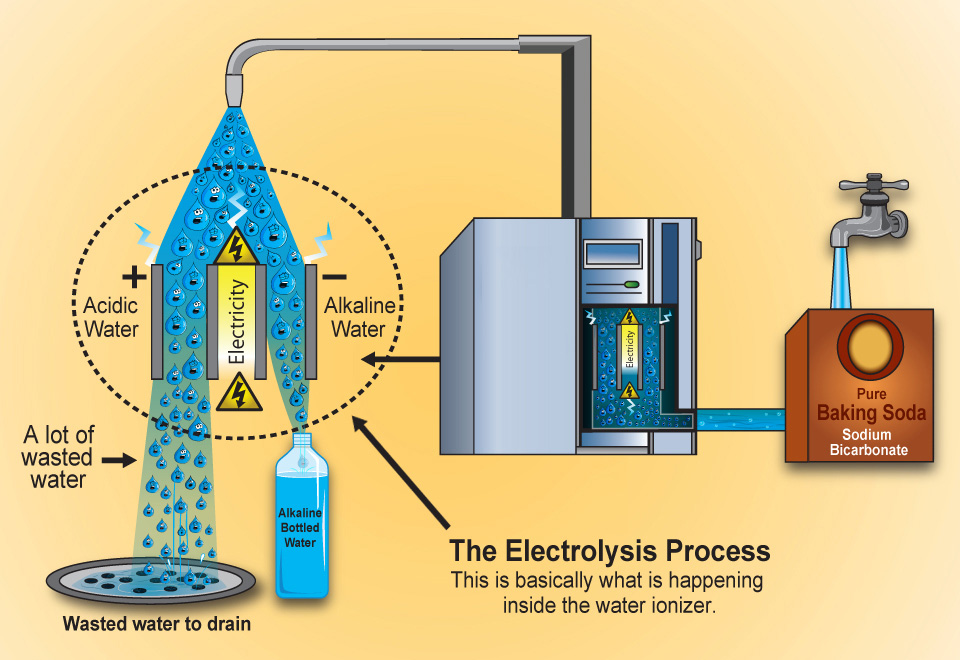 +
Acidic
Water
Electricity
−
Alkaline
Water
Electricity
Pure
Baking Soda
Sodium
Bicarbonate
A lot of
wasted
water
Alkaline
Bottled
Water
Wasted water to drain
The Electrolysis Process
This is basically what is happening
inside the water ionizer.